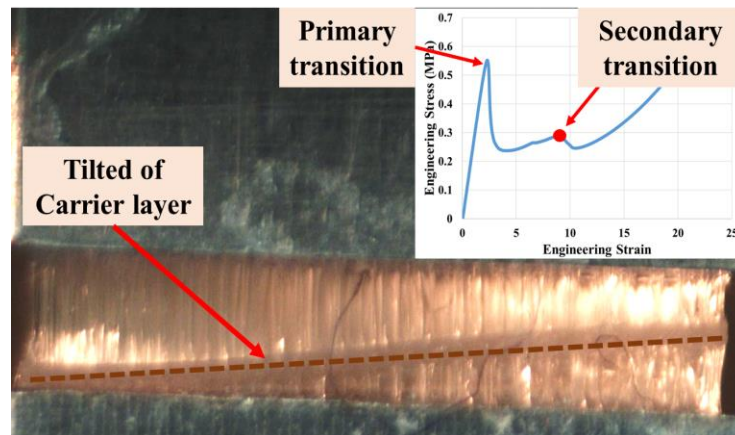 Primary
transition
Secondary
transition
Engineering Stress (MPa)
0.7
0.6
0.5
0.4
0.3
0.2
0.1
0
0
5
10
15
20
25
Engineering Strain
Tilted of
Carrier layer